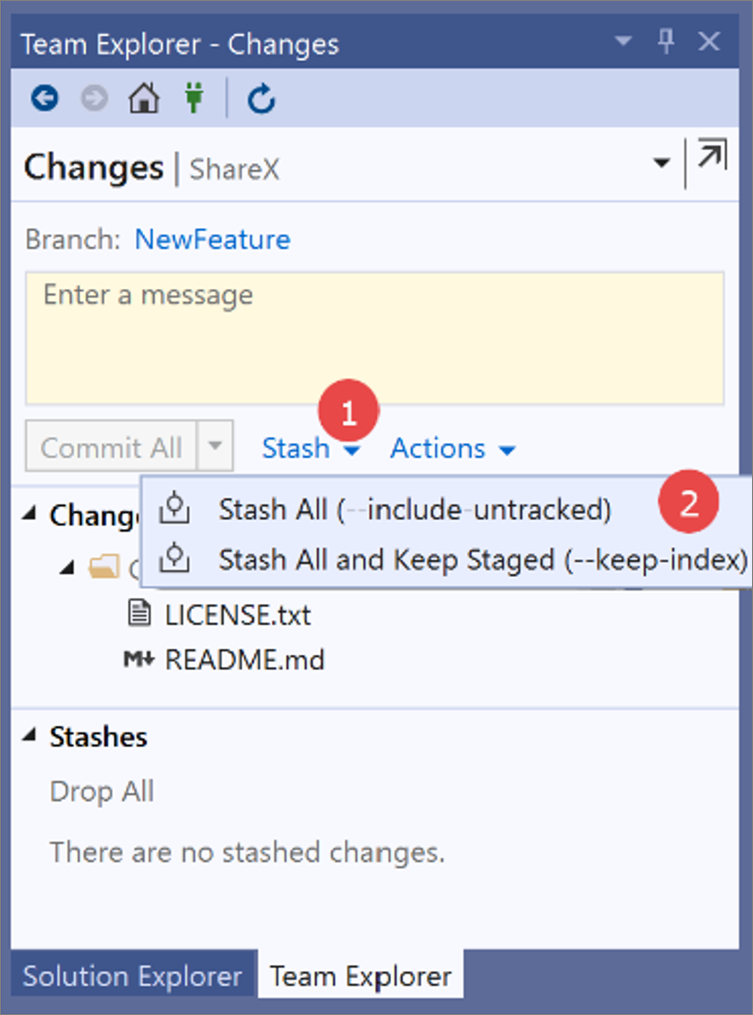 Team Explorer - Changes
Changes | ShareX
Branch: NewFeature
Enter a message
1
Commit All Stash Actions
2
Stash All (--include-untracked)
Stash All and Keep Staged (--keep-index)
LICENSE.txt
M README.md
Stashes
Drop All
There are no stashed changes.
Solution Explorer Team Explorer